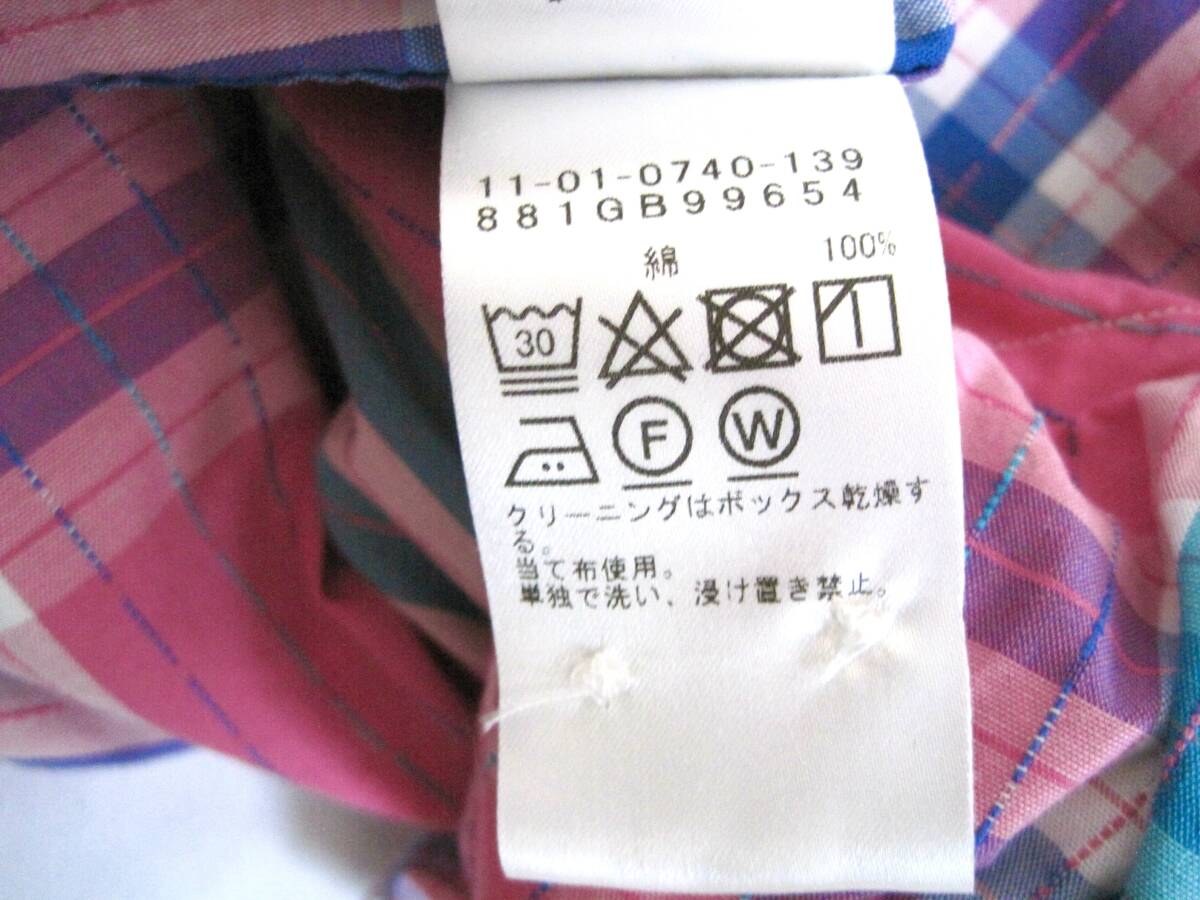 11-01-0740-139
881GB99654
綿 100%
30
F W
クリーニングはボックス乾燥す
る。
当て布使用。
単独で洗い、浸け置き禁止。